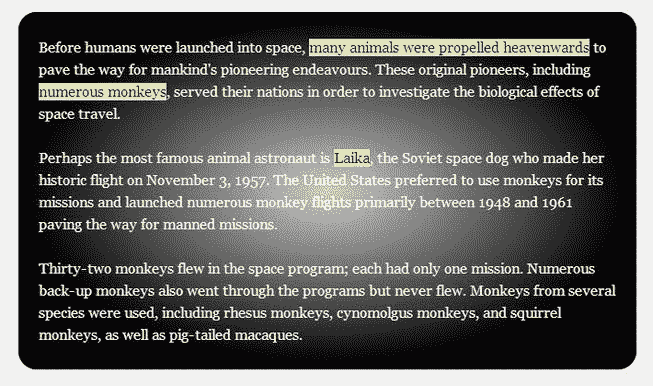 Before humans were launched into space, many animals were propelled heavenwards to
pave the way for mankind's pioneering endeavours. These original pioneers, including
numerous monkeys, served their nations in order to investigate the biological effects of
space travel.
Perhaps the most famous animal astronaut is Laika, the Soviet space dog who made her
historic flight on November 3, 1957. The United States preferred to use monkeys for its
missions and launched numerous monkey flights primarily between 1948 and 1961
paving the way for manned missions.
Thirty-two monkeys flew in the space program; each had only one mission. Numerous
back-up monkeys also went through the programs but never flew. Monkeys from several
species were used, including rhesus monkeys, cynomolgus monkeys, and squirrel
monkeys, as well as pig-tailed macaques.